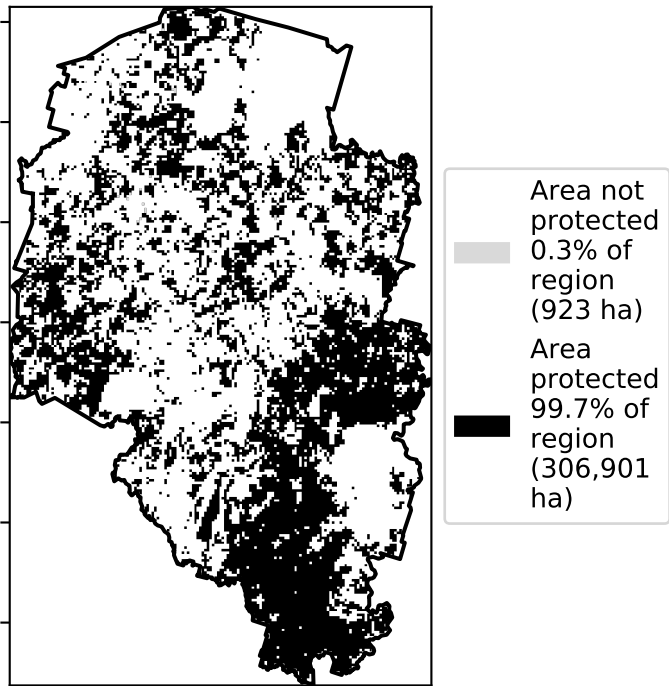 Area not
protected
0.3% of
region
(923 ha)
Area
protected
99.7% of
region
(306,901
ha)